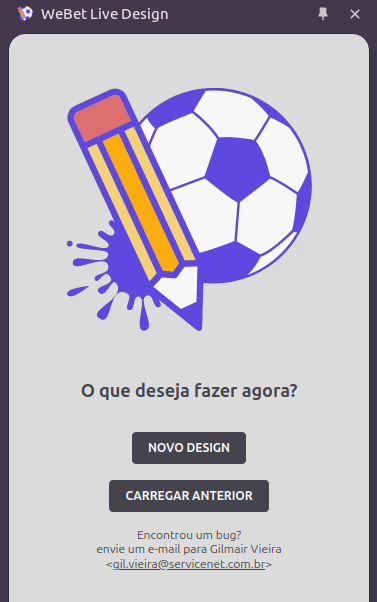 WeBet Live Design
O que deseja fazer agora?
NOVO DESIGN
CARREGAR ANTERIOR
Encontrou um bug?
envie um e-mail para Gilmair Vieira
<gil.vieira@servicenet.com.br>